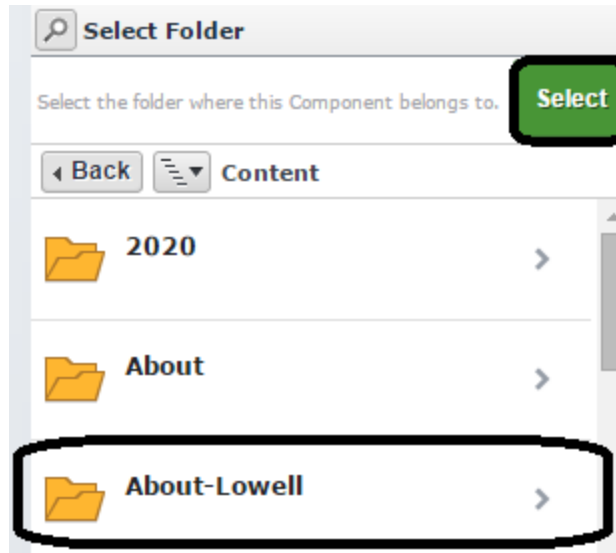 Select Folder
Select the folder where this Component belongs to.
Select
Back
Content
2020
About
About-Lowell